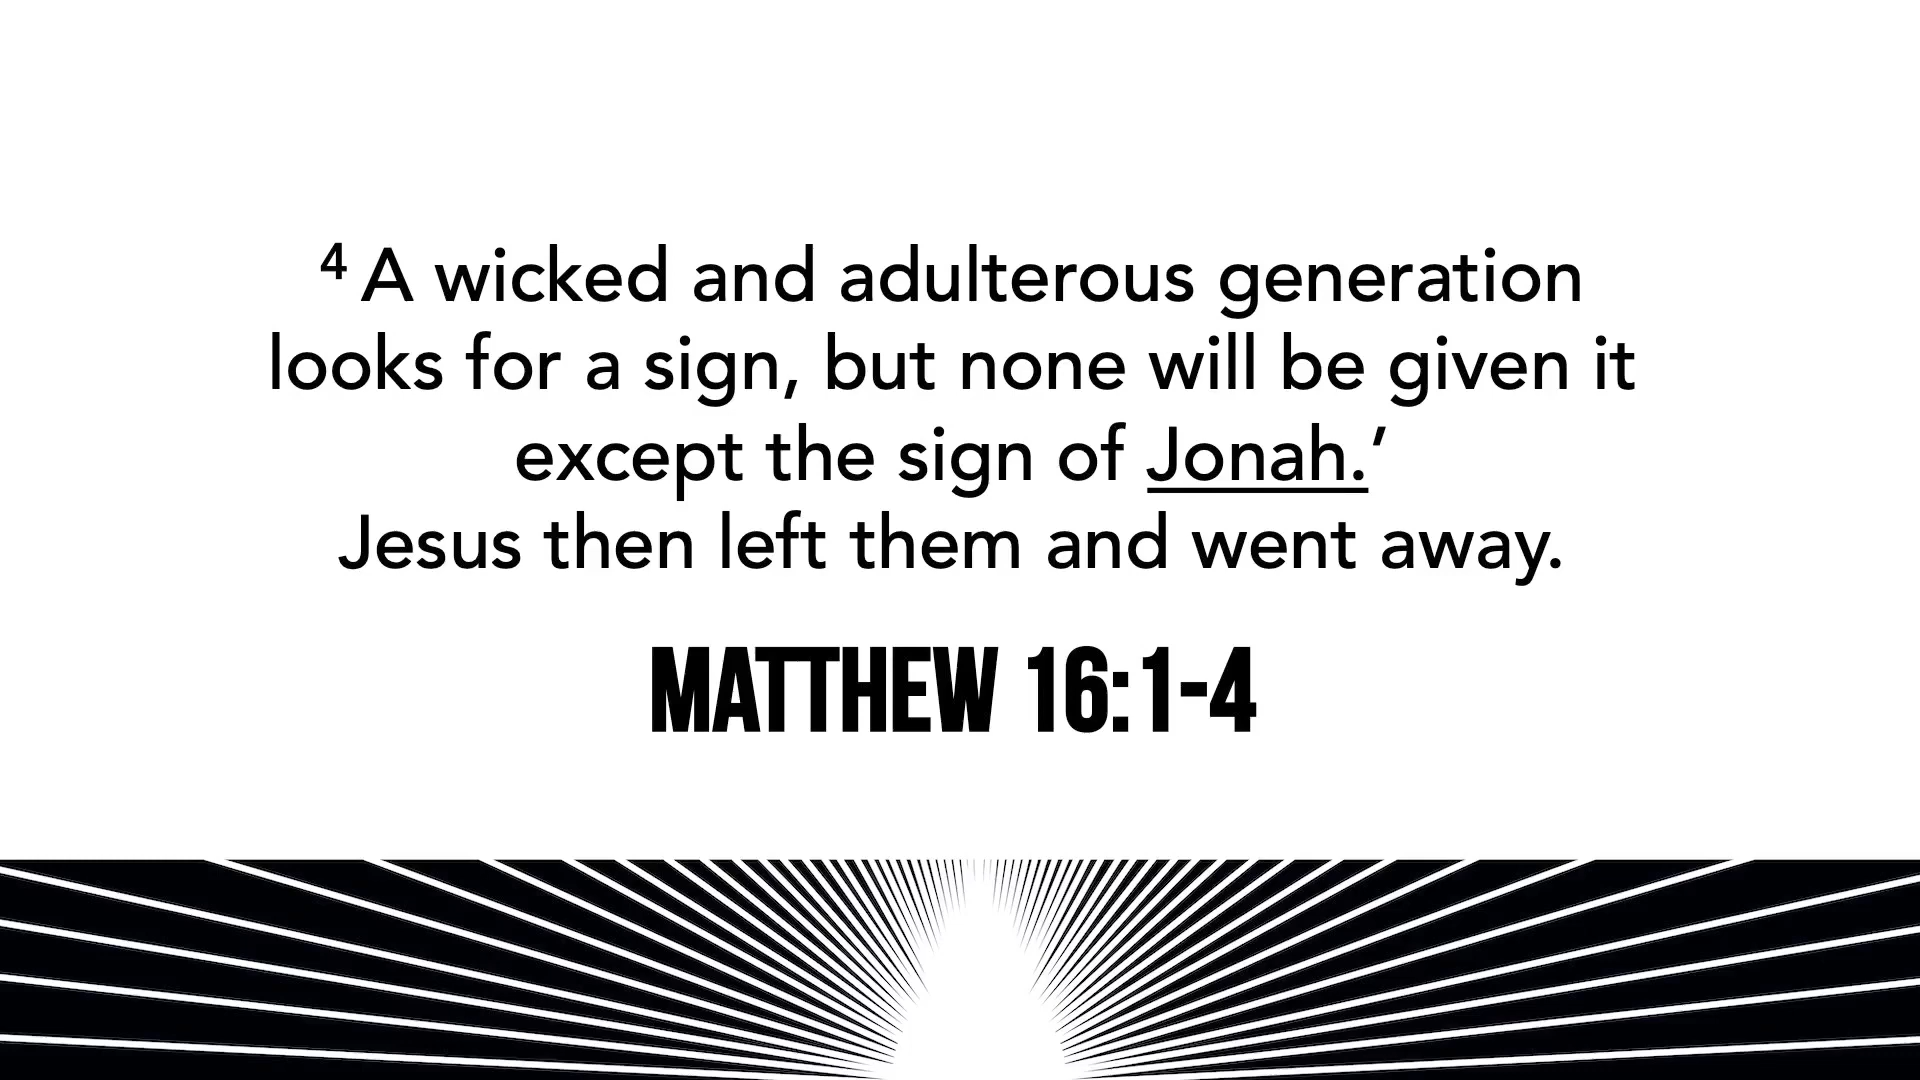 ⁴ A wicked and adulterous generation
looks for a sign, but none will be given it
except the sign of Jonah.’
Jesus then left them and went away.
MATTHEW 16:1-4